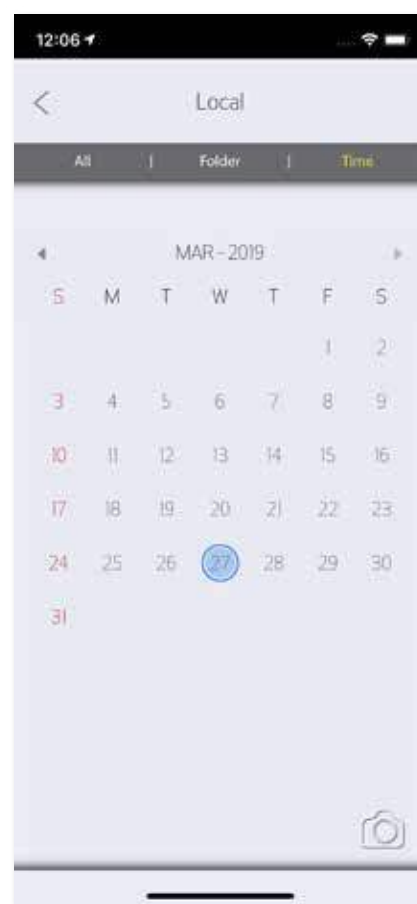 12:06
Local
All | Folder | Time
MAR - 2019
S M T W T F S
1 2
3 4 5 6 7 8 9
10 11 12 13 14 15 16
17 18 19 20 21 22 23
24 25 26 27 28 29 30
31